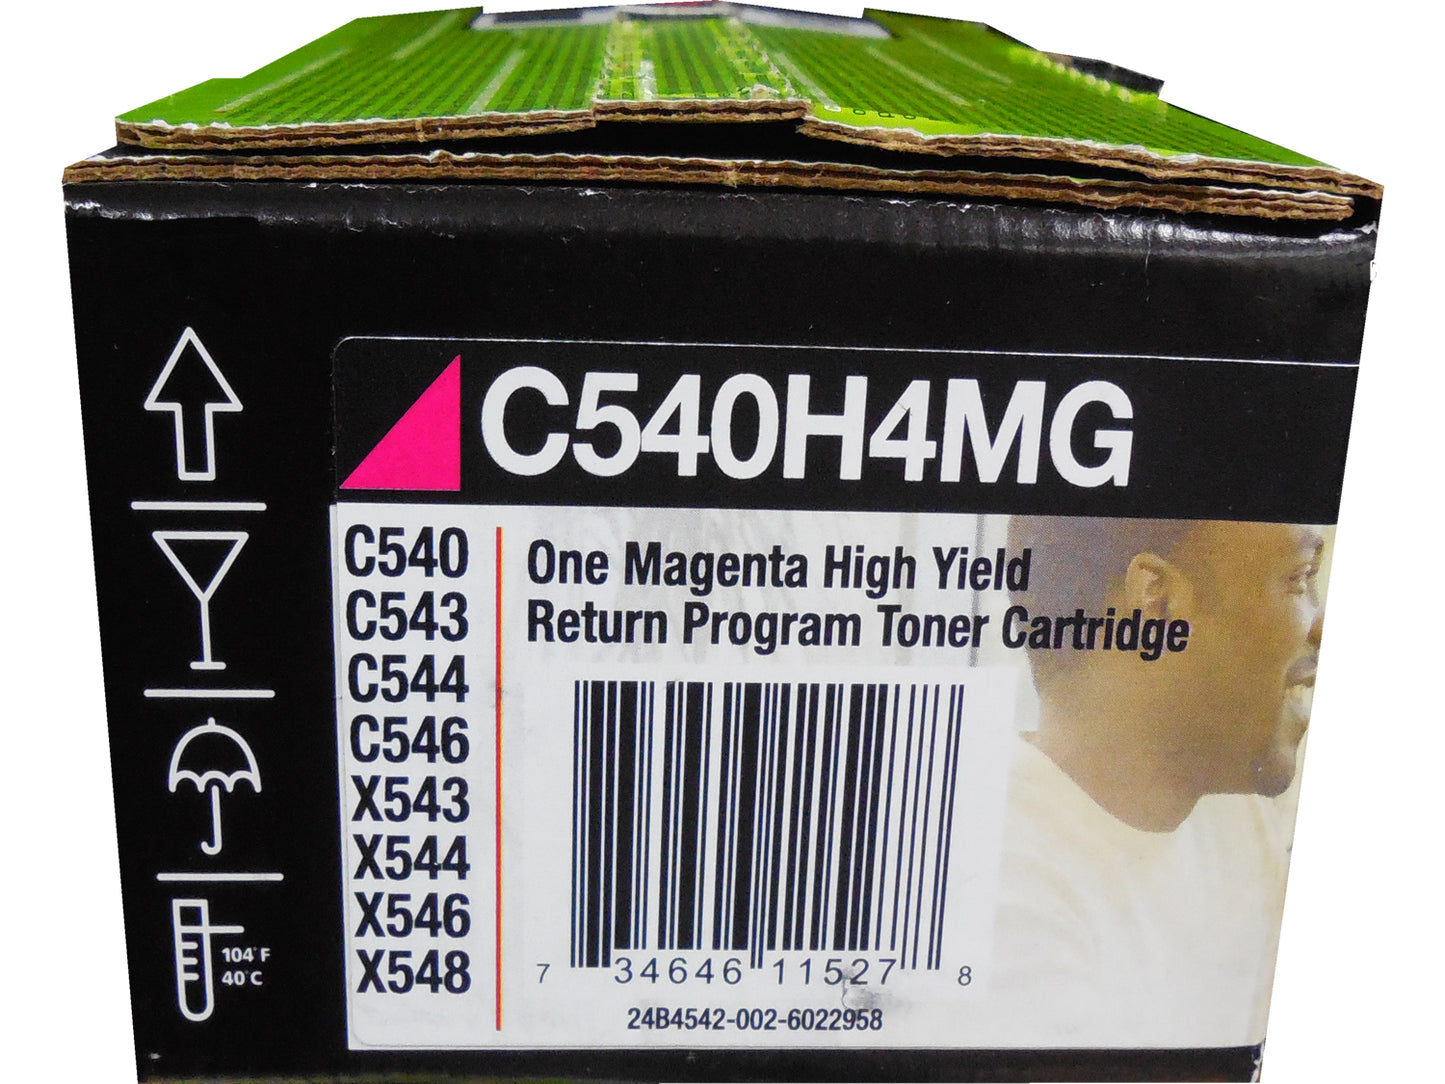 C540H4MG
C540
C543
C544
C546
X543
X544
X546
X548
One Magenta High Yield
Return Program Toner Cartridge
7 34646 11527 8
24B4542-002-6022958
104°F
40°C